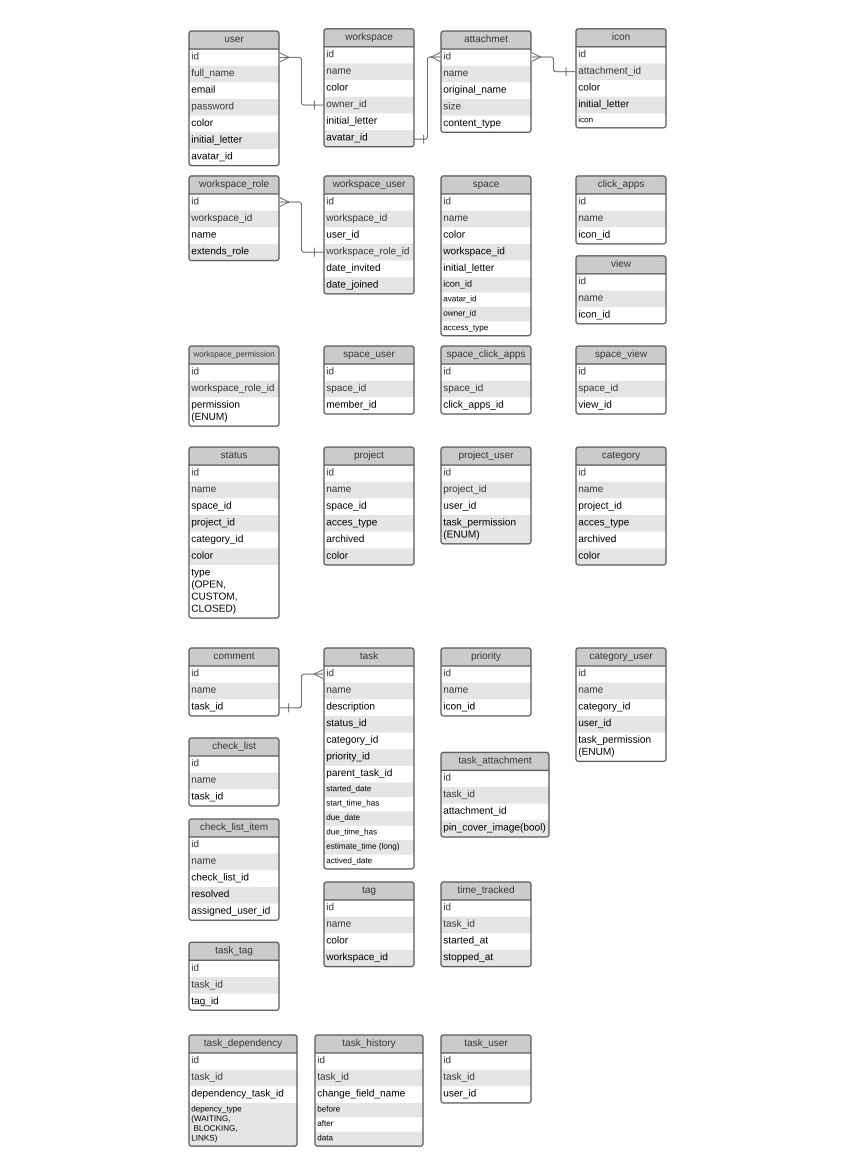 user
id
full_name
email
password
color
initial_letter
avatar_id
workspace
id
name
color
owner_id
initial_letter
avatar_id
attachmet
id
name
original_name
size
content_type
icon
id
attachment_id
color
initial_letter
icon
workspace_role
id
workspace_id
name
extends_role
workspace_user
id
workspace_id
user_id
workspace_role_id
date_invited
date_joined
space
id
name
color
workspace_id
initial_letter
icon_id
avatar_id
owner_id
access_type
click_apps
id
name
icon_id
view
id
name
icon_id
workspace_permission
id
workspace_role_id
permission
(ENUM)
space_user
id
space_id
member_id
space_click_apps
id
space_id
click_apps_id
space_view
id
space_id
view_id
status
id
name
space_id
project_id
category_id
color
type
(OPEN,
CUSTOM,
CLOSED)
project
id
name
space_id
acces_type
archived
color
project_user
id
project_id
user_id
task_permission
(ENUM)
category
id
name
project_id
acces_type
archived
color
comment
id
name
task_id
task
id
name
description
status_id
category_id
priority_id
parent_task_id
started_date
start_time_has
due_date
due_time_has
estimate_time (long)
actived_date
priority
id
name
icon_id
category_user
id
name
category_id
user_id
task_permission
(ENUM)
check_list
id
name
task_id
task_attachment
id
task_id
attachment_id
pin_cover_image(bool)
check_list_item
id
name
check_list_id
resolved
assigned_user_id
tag
id
name
color
workspace_id
time_tracked
id
task_id
started_at
stopped_at
task_tag
id
task_id
tag_id
task_dependency
id
task_id
dependency_task_id
depency_type
(WAITING,
BLOCKING,
LINKS)
task_history
id
task_id
change_field_name
before
after
data
task_user
id
task_id
user_id